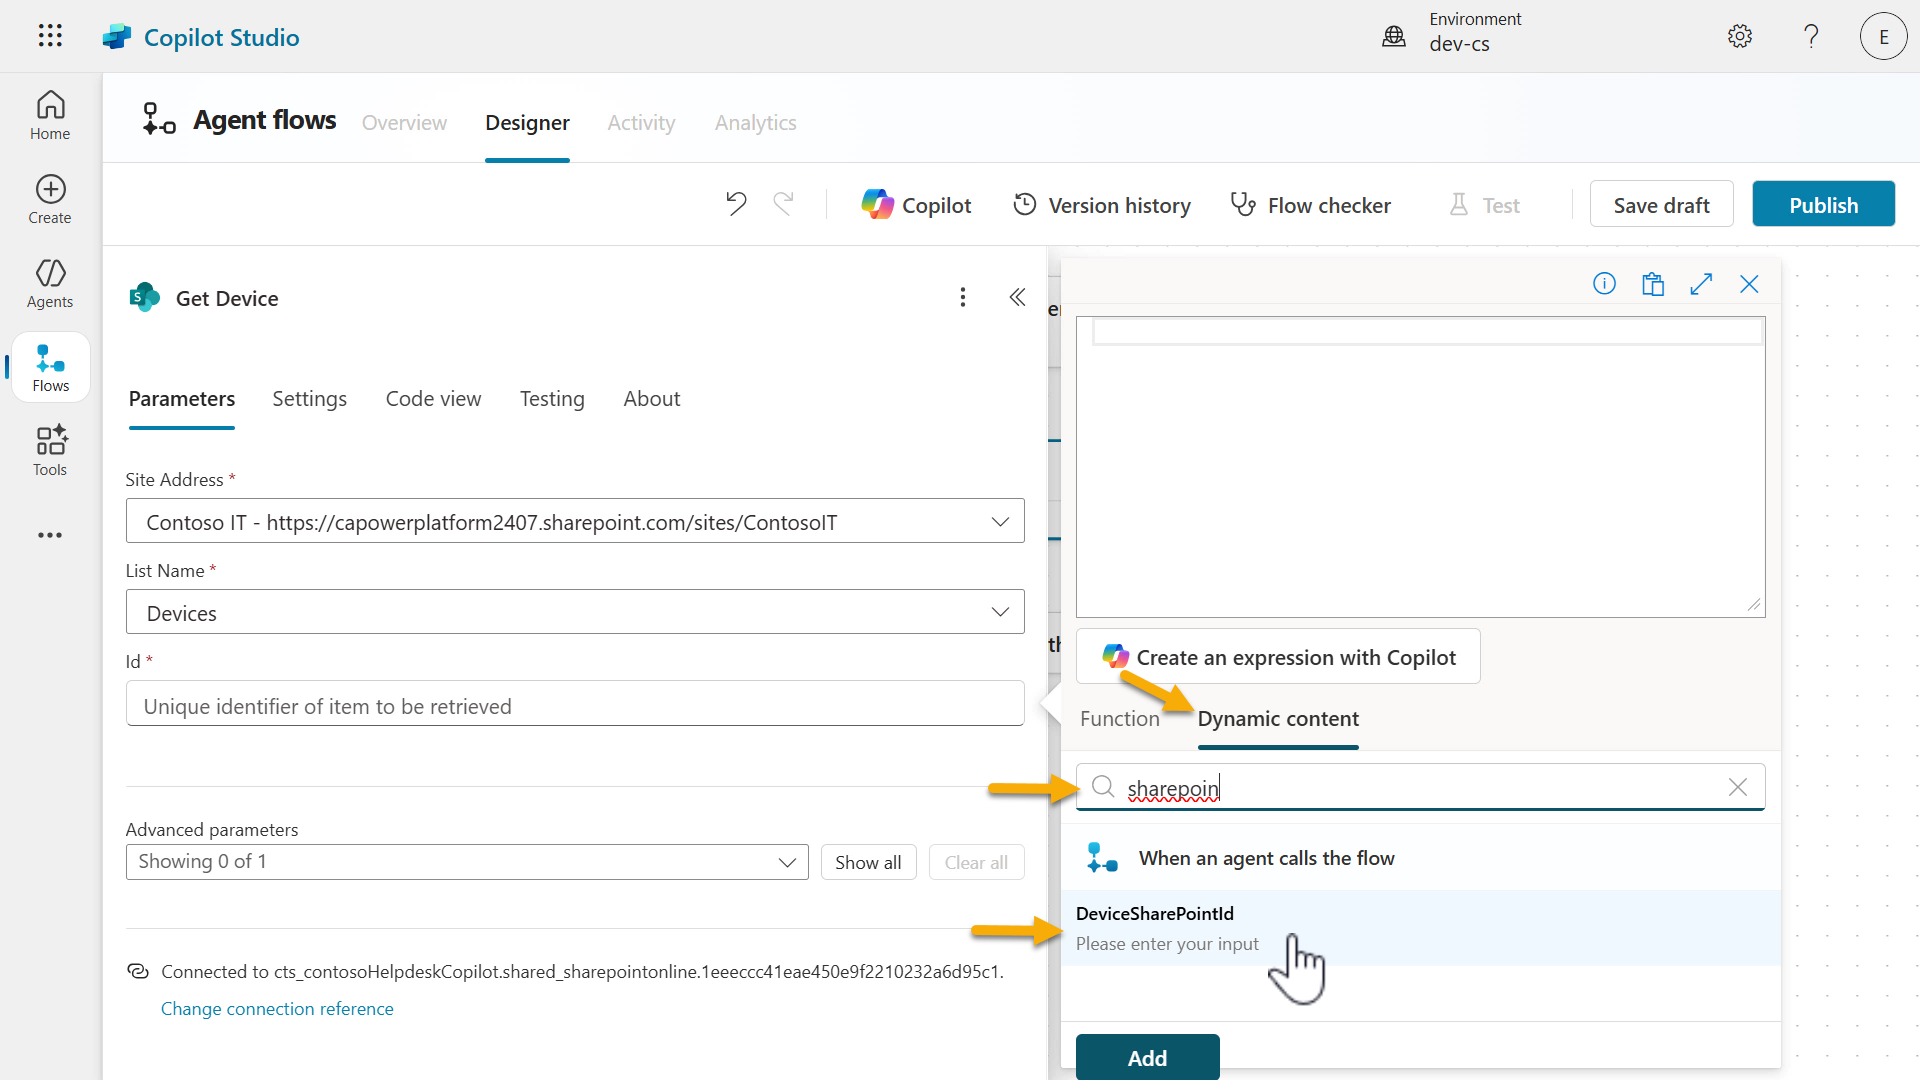 Copilot Studio
Environment
dev-cs
E
Home
Create
Agents
Flows
Tools
Agent flows
Overview
Designer
Activity
Analytics
Copilot
Version history
Flow checker
Test
Save draft
Publish
Get Device
Parameters
Settings
Code view
Testing
About
Site Address *
Contoso IT - https://capowerplatform2407.sharepoint.com/sites/ContosoIT
List Name *
Devices
Id *
Unique identifier of item to be retrieved
Advanced parameters
Showing 0 of 1
Show all
Clear all
Connected to cts_contosoHelpdeskCopilot.shared_sharepointonline.1eeeccc41eae450e9f2210232a6d95c1.
Change connection reference
Create an expression with Copilot
Function
Dynamic content
sharepoin
When an agent calls the flow
DeviceSharePointId
Please enter your input
Add